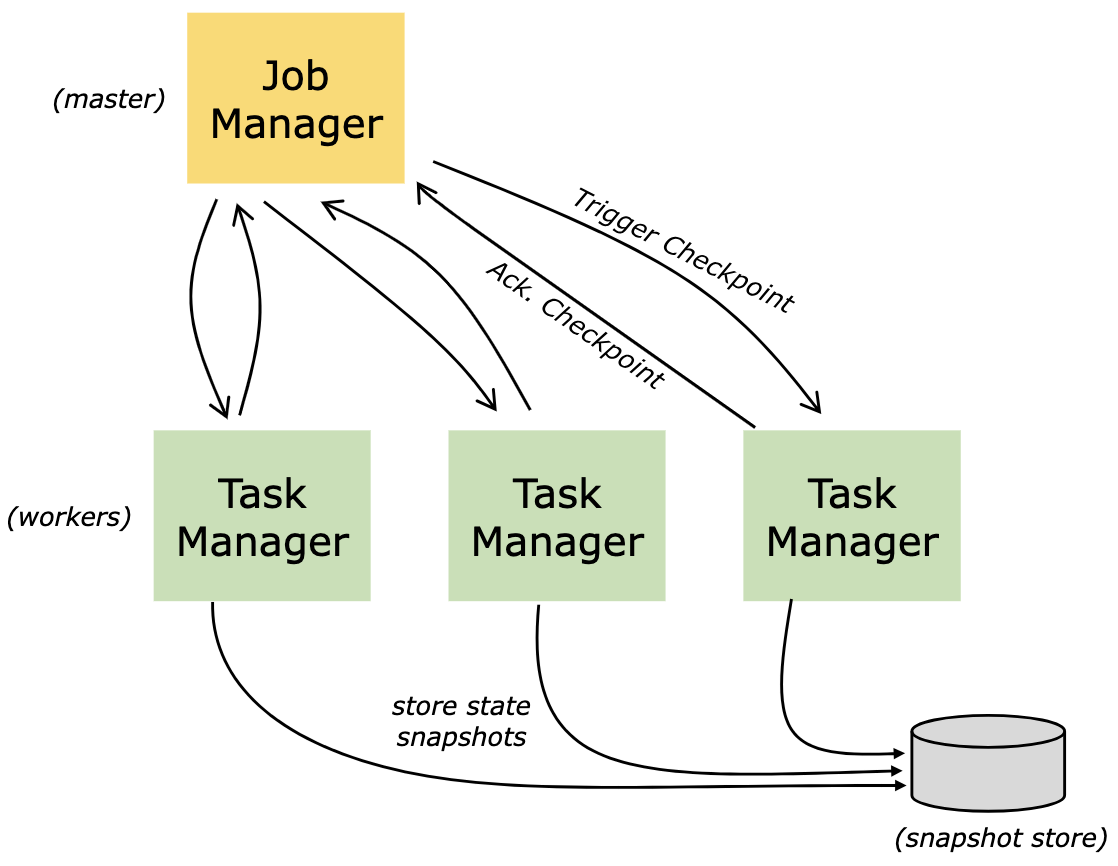 Job
Manager
(master)
Trigger Checkpoint
Ack. Checkpoint
(workers)
Task
Manager
Task
Manager
Task
Manager
store state
snapshots
(snapshot store)